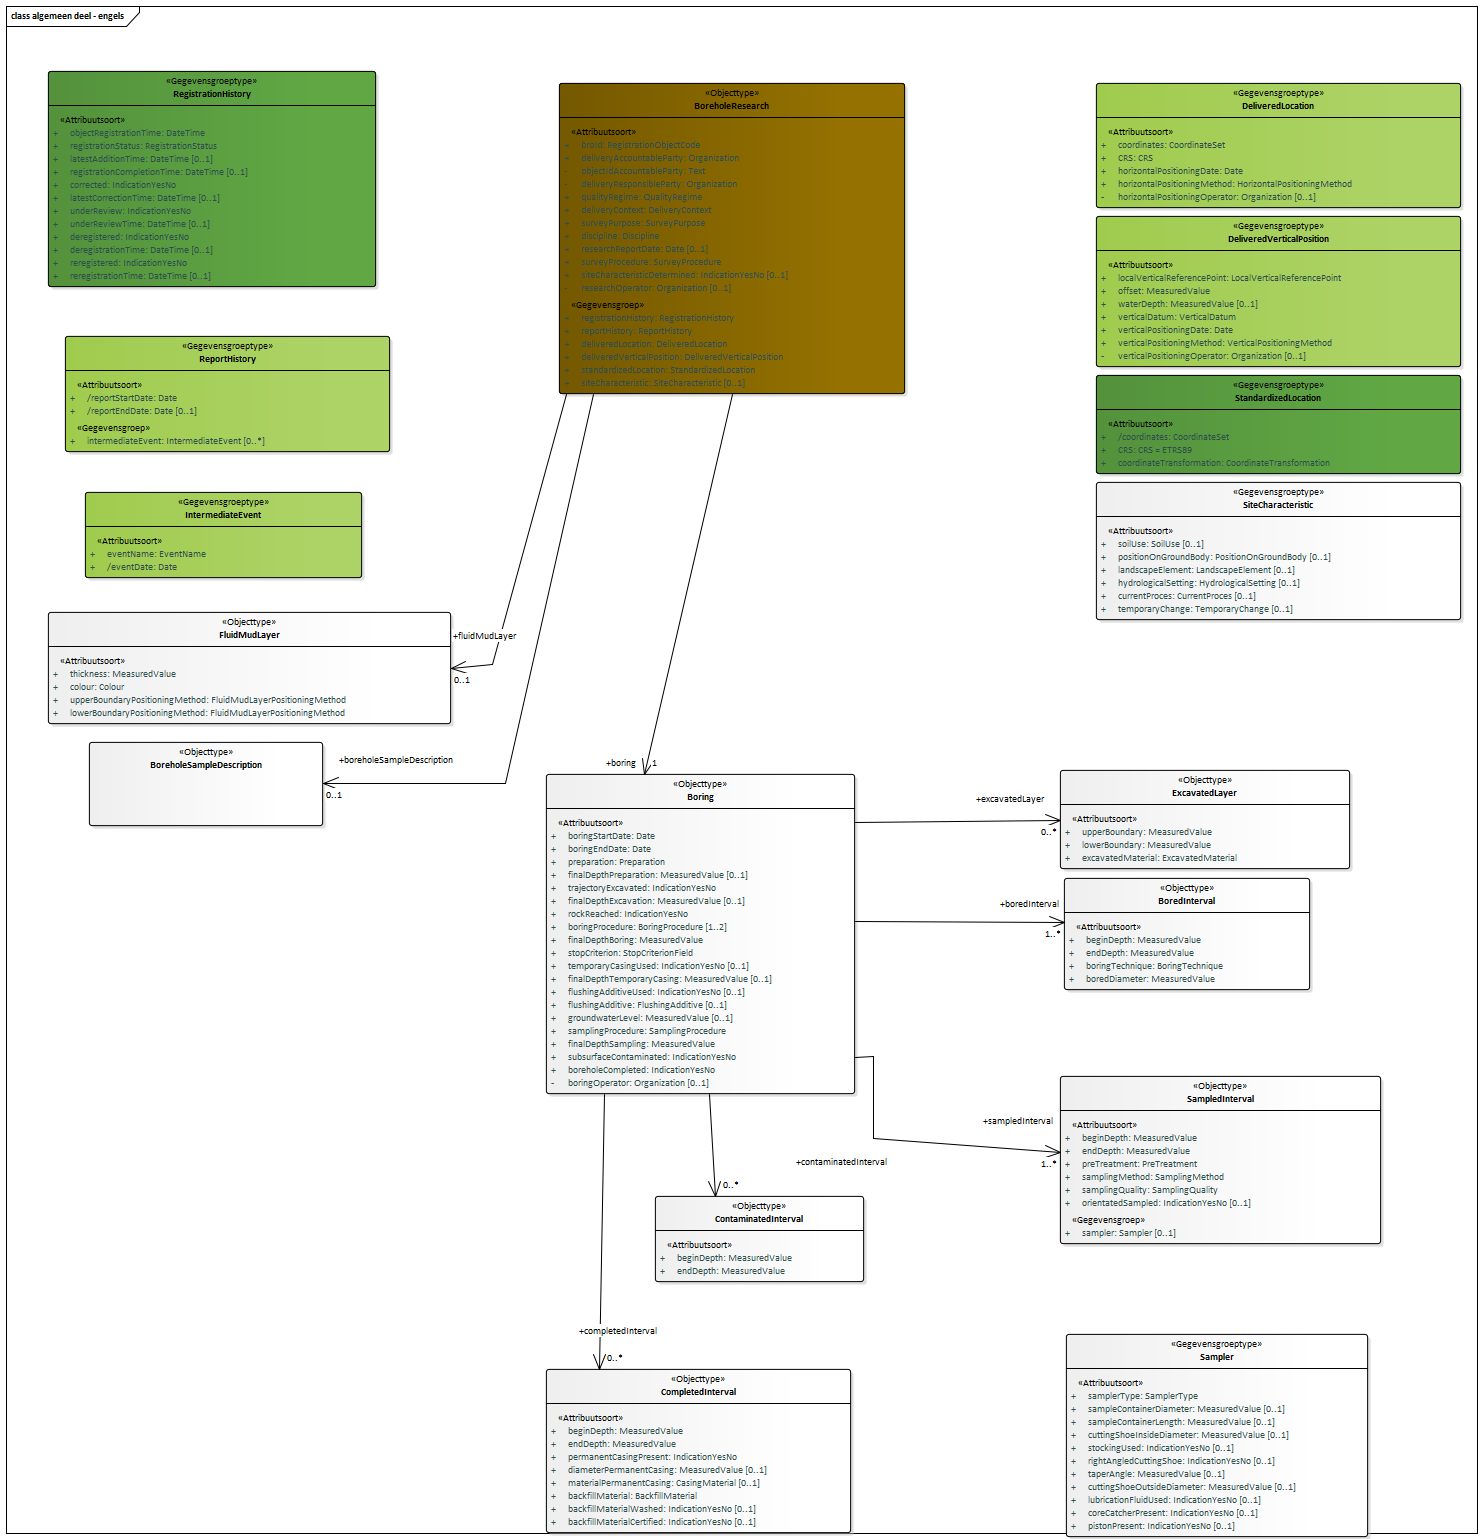 class algemeen deel - engels
«Gegevensgroeptype»
RegistrationHistory
«Attribuutsoort»
+ objectRegistrationTime: DateTime
+ registrationStatus: RegistrationStatus
+ latestAdditionTime: DateTime [0..1]
+ registrationCompletionTime: DateTime [0..1]
+ corrected: IndicationYesNo
+ latestCorrectionTime: DateTime [0..1]
+ underReview: IndicationYesNo
+ underReviewTime: DateTime [0..1]
+ deregistered: IndicationYesNo
+ deregistrationTime: DateTime [0..1]
+ reregistered: IndicationYesNo
+ reregistrationTime: DateTime [0..1]
«Gegevensgroeptype»
ReportHistory
«Attribuutsoort»
+ /reportStartDate: Date
+ /reportEndDate: Date [0..1]
«Gegevensgroep»
+ intermediateEvent: IntermediateEvent [0..*]
«Gegevensgroeptype»
IntermediateEvent
«Attribuutsoort»
+ eventName: EventName
+ /eventDate: Date
«Objecttype»
FluidMudLayer
«Attribuutsoort»
+ thickness: MeasuredValue
+ colour: Colour
+ upperBoundaryPositioningMethod: FluidMudLayerPositioningMethod
+ lowerBoundaryPositioningMethod: FluidMudLayerPositioningMethod
«Objecttype»
BoreholeSampleDescription
«Objecttype»
BoreholeResearch
«Attribuutsoort»
+ broId: RegistrationObjectCode
+ deliveryAccountableParty: Organization
- objectIdAccountableParty: Text
- deliveryResponsibleParty: Organization
+ qualityRegime: QualityRegime
+ deliveryContext: DeliveryContext
+ surveyPurpose: SurveyPurpose
+ discipline: Discipline
+ researchReportDate: Date [0..1]
+ surveyProcedure: SurveyProcedure
+ siteCharacteristicDetermined: IndicationYesNo [0..1]
- researchOperator: Organization [0..1]
«Gegevensgroep»
+ registrationHistory: RegistrationHistory
+ reportHistory: ReportHistory
+ deliveredLocation: DeliveredLocation
+ deliveredVerticalPosition: DeliveredVerticalPosition
+ standardizedLocation: StandardizedLocation
+ siteCharacteristic: SiteCharacteristic [0..1]
+fluidMudLayer
0..1
+boreholeSampleDescription
0..1
+boring
1
«Gegevensgroeptype»
DeliveredLocation
«Attribuutsoort»
+ coordinates: CoordinateSet
+ CRS: CRS
+ horizontalPositioningDate: Date
+ horizontalPositioningMethod: HorizontalPositioningMethod
- horizontalPositioningOperator: Organization [0..1]
«Gegevensgroeptype»
DeliveredVerticalPosition
«Attribuutsoort»
+ localVerticalReferencePoint: LocalVerticalReferencePoint
+ offset: MeasuredValue
+ waterDepth: MeasuredValue [0..1]
+ verticalDatum: VerticalDatum
+ verticalPositioningDate: Date
+ verticalPositioningMethod: VerticalPositioningMethod
- verticalPositioningOperator: Organization [0..1]
«Gegevensgroeptype»
StandardizedLocation
«Attribuutsoort»
+ /coordinates: CoordinateSet
+ CRS: CRS = ETRS89
+ coordinateTransformation: CoordinateTransformation
«Gegevensgroeptype»
SiteCharacteristic
«Attribuutsoort»
+ soilUse: SoilUse [0..1]
+ positionOnGroundBody: PositionOnGroundBody [0..1]
+ landscapeElement: LandscapeElement [0..1]
+ hydrologicalSetting: HydrologicalSetting [0..1]
+ currentProces: CurrentProces [0..1]
+ temporaryChange: TemporaryChange [0..1]
«Objecttype»
Boring
«Attribuutsoort»
+ boringStartDate: Date
+ boringEndDate: Date
+ preparation: Preparation
+ finalDepthPreparation: MeasuredValue [0..1]
+ trajectoryExcavated: IndicationYesNo
+ finalDepthExcavation: MeasuredValue [0..1]
+ rockReached: IndicationYesNo
+ boringProcedure: BoringProcedure [1..2]
+ finalDepthBoring: MeasuredValue
+ stopCriterion: StopCriterionField
+ temporaryCasingUsed: IndicationYesNo [0..1]
+ finalDepthTemporaryCasing: MeasuredValue [0..1]
+ flushingAdditiveUsed: IndicationYesNo [0..1]
+ flushingAdditive: FlushingAdditive [0..1]
+ groundwaterLevel: MeasuredValue [0..1]
+ samplingProcedure: SamplingProcedure
+ finalDepthSampling: MeasuredValue
+ subsurfaceContaminated: IndicationYesNo
+ boreholeCompleted: IndicationYesNo
- boringOperator: Organization [0..1]
+excavatedLayer
0..*
«Objecttype»
ExcavatedLayer
«Attribuutsoort»
+ upperBoundary: MeasuredValue
+ lowerBoundary: MeasuredValue
+ excavatedMaterial: ExcavatedMaterial
+boredInterval
1..*
«Objecttype»
BoredInterval
«Attribuutsoort»
+ beginDepth: MeasuredValue
+ endDepth: MeasuredValue
+ boringTechnique: BoringTechnique
+ boredDiameter: MeasuredValue
+sampledInterval
1..*
«Objecttype»
SampledInterval
«Attribuutsoort»
+ beginDepth: MeasuredValue
+ endDepth: MeasuredValue
+ preTreatment: PreTreatment
+ samplingMethod: SamplingMethod
+ samplingQuality: SamplingQuality
+ orientatedSampled: IndicationYesNo [0..1]
«Gegevensgroep»
+ sampler: Sampler [0..1]
+contaminatedInterval
0..*
«Objecttype»
ContaminatedInterval
«Attribuutsoort»
+ beginDepth: MeasuredValue
+ endDepth: MeasuredValue
+completedInterval
0..*
«Objecttype»
CompletedInterval
«Attribuutsoort»
+ beginDepth: MeasuredValue
+ endDepth: MeasuredValue
+ permanentCasingPresent: IndicationYesNo
+ diameterPermanentCasing: MeasuredValue [0..1]
+ materialPermanentCasing: CasingMaterial [0..1]
+ backfillMaterial: BackfillMaterial
+ backfillMaterialWashed: IndicationYesNo [0..1]
+ backfillMaterialCertified: IndicationYesNo [0..1]
«Gegevensgroeptype»
Sampler
«Attribuutsoort»
+ samplerType: SamplerType
+ sampleContainerDiameter: MeasuredValue [0..1]
+ sampleContainerLength: MeasuredValue [0..1]
+ cuttingShoeInsideDiameter: MeasuredValue [0..1]
+ stockingUsed: IndicationYesNo [0..1]
+ rightAngledCuttingShoe: IndicationYesNo [0..1]
+ taperAngle: MeasuredValue [0..1]
+ cuttingShoeOutsideDiameter: MeasuredValue [0..1]
+ lubricationFluidUsed: IndicationYesNo [0..1]
+ coreCatcherPresent: IndicationYesNo [0..1]
+ pistonPresent: IndicationYesNo [0..1]